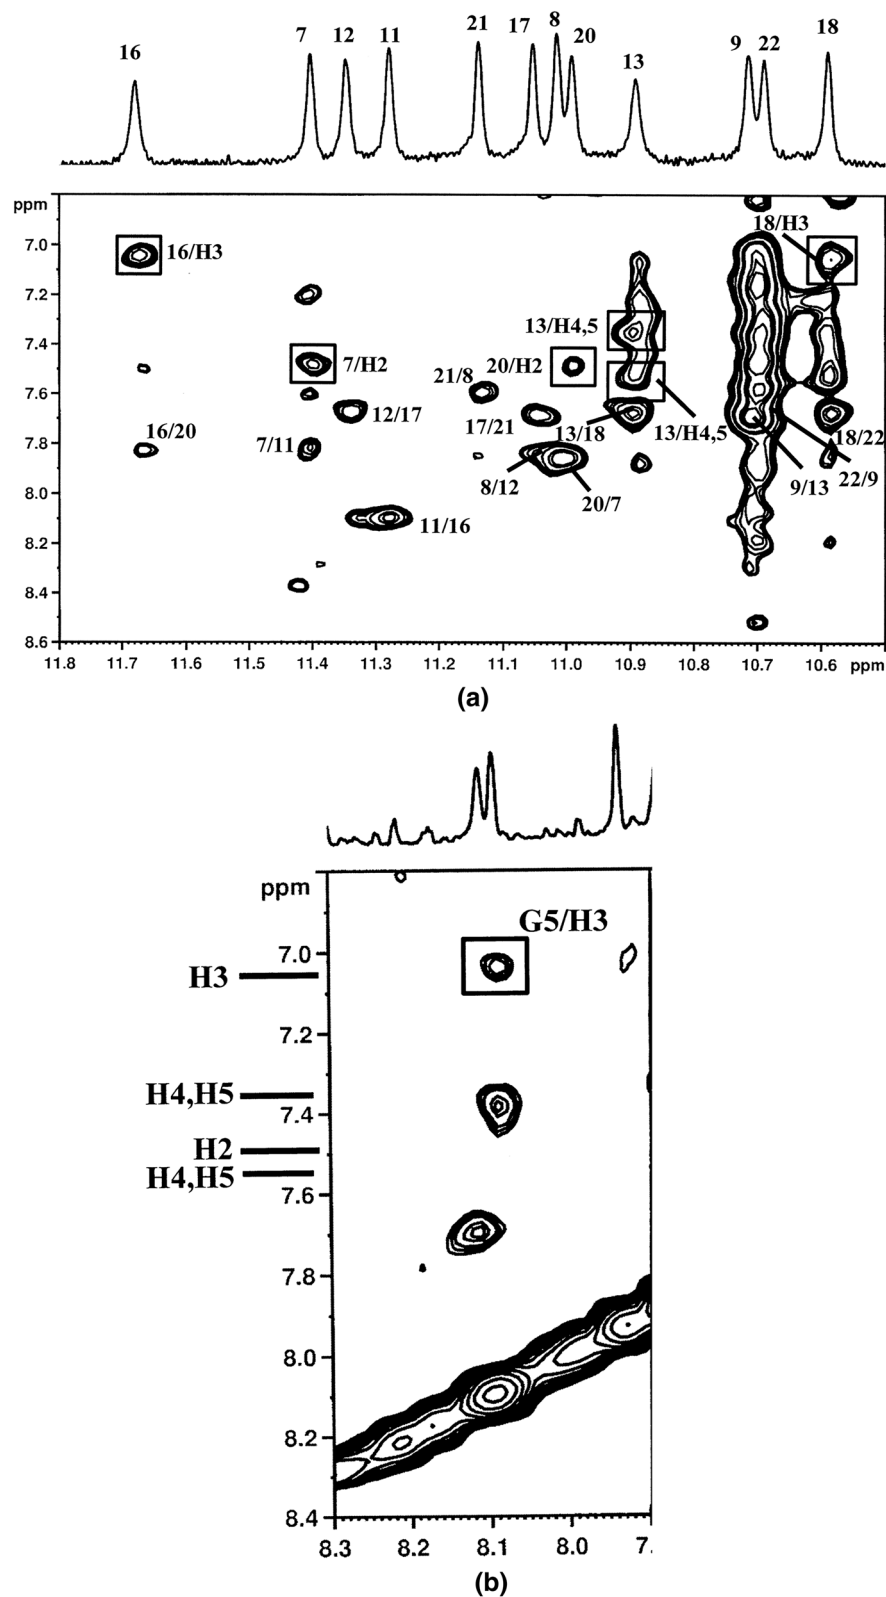 16 7 12 11 21 17 8 20 13 9 22 18
ppm
7.0
7.2
7.4
7.6
7.8
8.0
8.2
8.4
8.6
16/H3
18/H3
13/H4,5
7/H2
21/8
20/H2
12/17
17/21
13/18
13/H4,5
16/20
7/11
18/22
8/12
20/7
9/13
22/9
11/16
11.8 11.7 11.6 11.5 11.4 11.3 11.2 11.1 11.0 10.9 10.8 10.7 10.6 ppm
(a)
ppm
G5/H3
7.0
H3
7.2
H4,H5
7.4
H2
H4,H5
7.6
7.8
8.0
8.2
8.4
8.3 8.2 8.1 8.0 7.
(b)